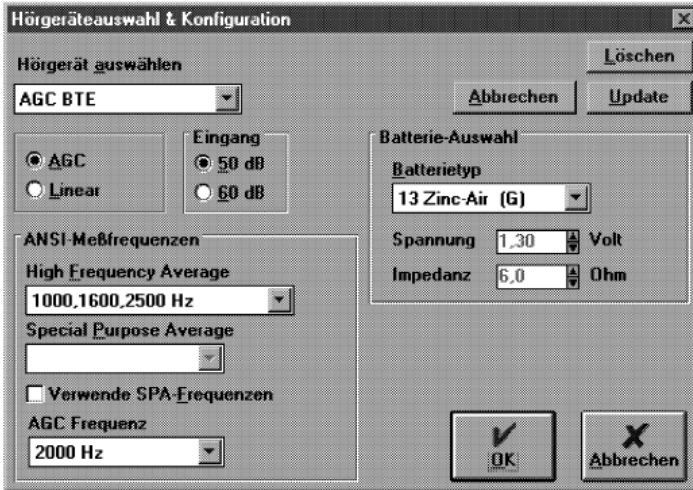 Hörgeräteauswahl & Konfiguration
Hörgerät auswählen
AGC BTE
Löschen
Abbrechen
Update
AGC
Linear
Eingang
50 dB
60 dB
Batterie-Auswahl
Batterietyp
13 Zinc-Air (G)
Spannung 1,30 Volt
Impedanz 6,0 Ohm
ANSI-Meßfrequenzen
High Frequency Average
1000,1600,2500 Hz
Special Purpose Average
Verwende SPA-Frequenzen
AGC Frequenz
2000 Hz
OK
Abbrechen